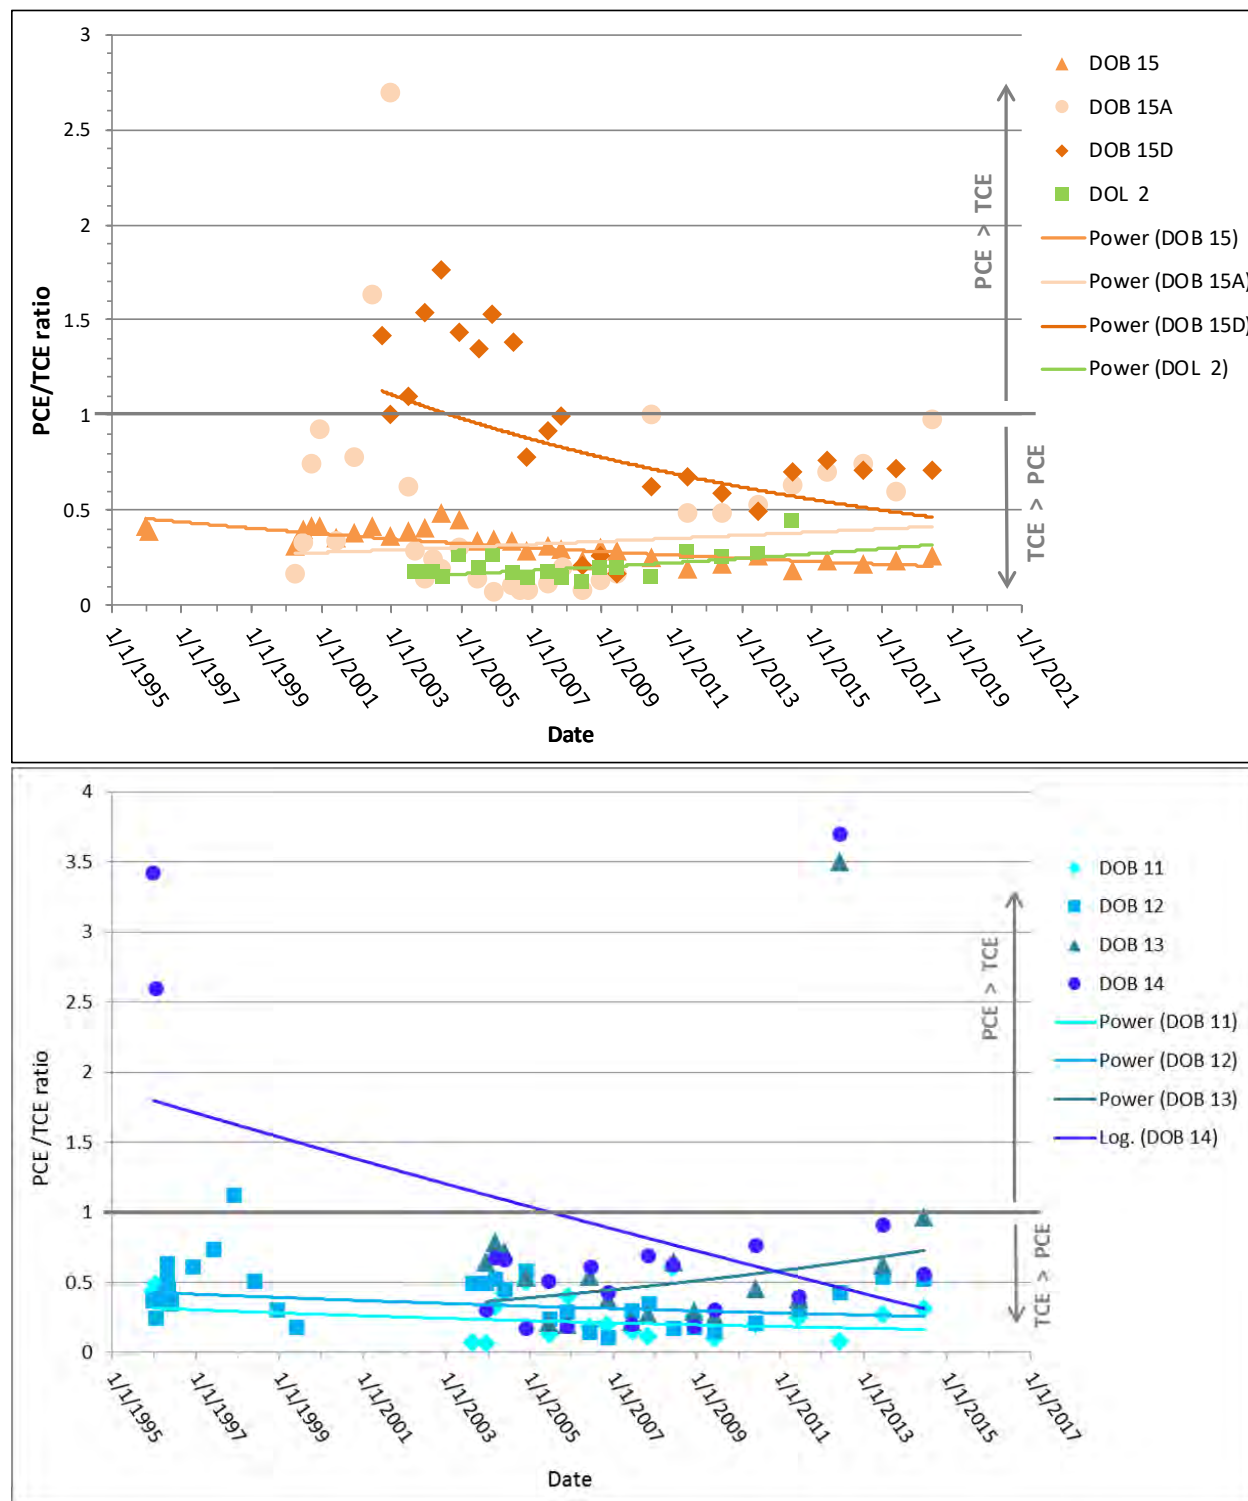 3
2.5
2
1.5
1
0.5
0
PCE/TCE ratio
1/1/1995
1/1/1997
1/1/1999
1/1/2001
1/1/2003
1/1/2005
1/1/2007
1/1/2009
1/1/2011
1/1/2013
1/1/2015
1/1/2017
1/1/2019
1/1/2021
Date
PCE > TCE
TCE > PCE
DOB 15
DOB 15A
DOB 15D
DOL 2
Power (DOB 15)
Power (DOB 15A)
Power (DOB 15D)
Power (DOL 2)
4
3.5
3
2.5
2
1.5
1
0.5
0
PCE /TCE ratio
1/1/1995
1/1/1997
1/1/1999
1/1/2001
1/1/2003
1/1/2005
1/1/2007
1/1/2009
1/1/2011
1/1/2013
1/1/2015
1/1/2017
Date
PCE > TCE
TCE > PCE
DOB 11
DOB 12
DOB 13
DOB 14
Power (DOB 11)
Power (DOB 12)
Power (DOB 13)
Log. (DOB 14)